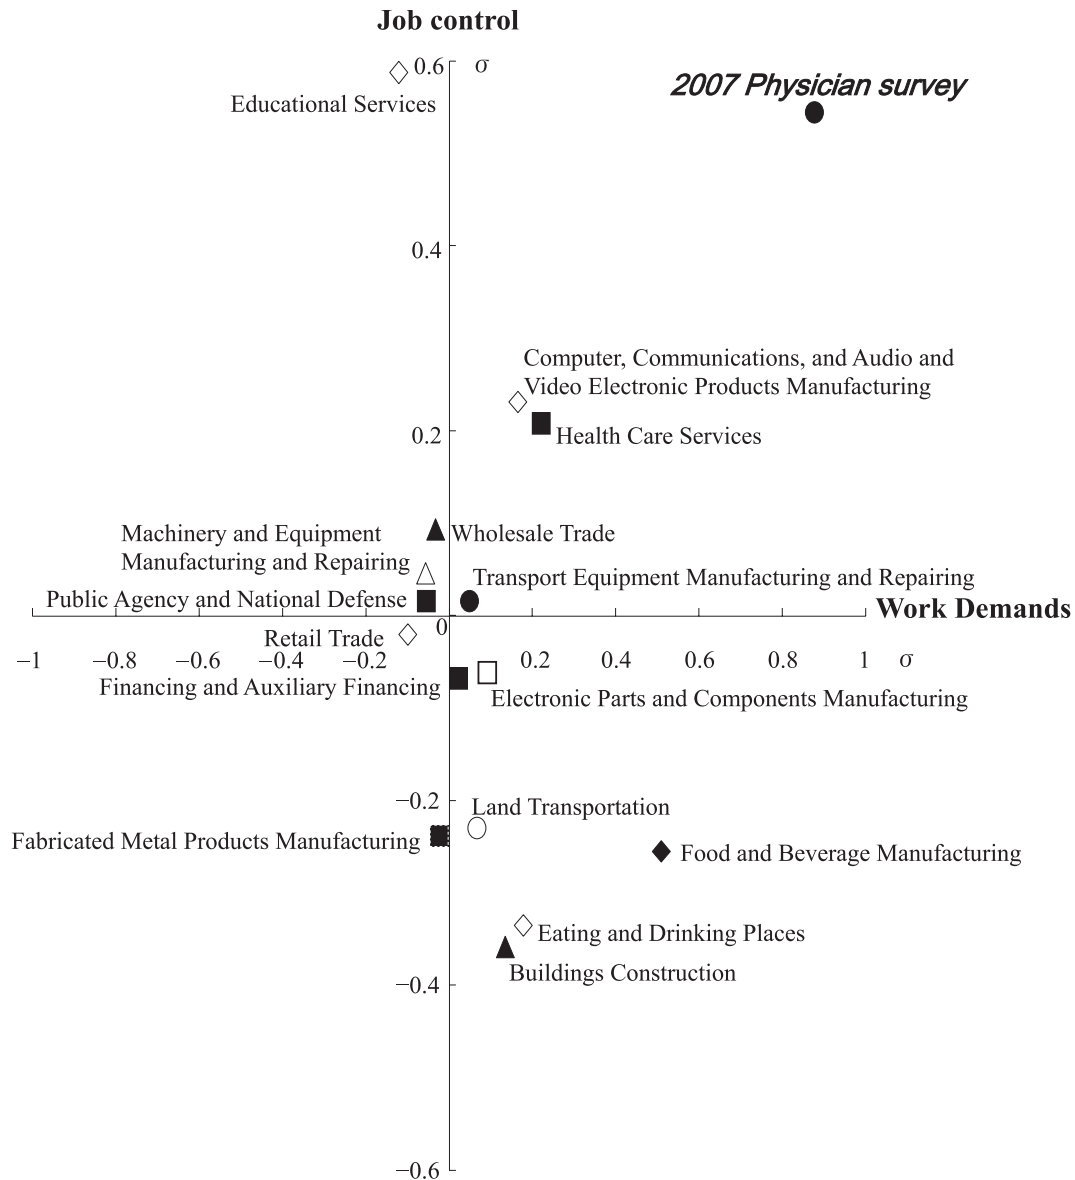 Job control
0.6 σ
2007 Physician survey
Educational Services
0.4
Computer, Communications, and Audio and
Video Electronic Products Manufacturing
0.2
Health Care Services
Machinery and Equipment
Manufacturing and Repairing
Wholesale Trade
Transport Equipment Manufacturing and Repairing
Public Agency and National Defense
Work Demands
0
Retail Trade
−1 −0.8 −0.6 −0.4 −0.2 0.2 0.4 0.6 0.8 1 σ
Financing and Auxiliary Financing
Electronic Parts and Components Manufacturing
−0.2
Land Transportation
Fabricated Metal Products Manufacturing
Food and Beverage Manufacturing
Eating and Drinking Places
Buildings Construction
−0.4
−0.6